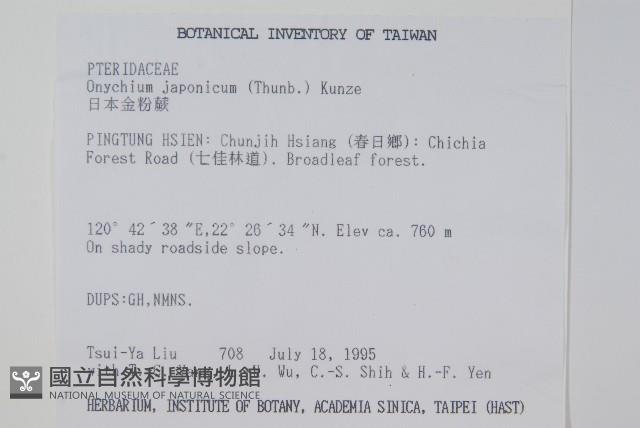 BOTANICAL INVENTORY OF TAIWAN
PTERIDACEAE
Onychium japonicum (Thunb.) Kunze
日本金粉蕨
PINGTUNG HSIEN: Chunjih Hsiang (春日鄉): Chichia
Forest Road (七佳林道). Broadleaf forest.
120° 42´38 "E,22° 26´34 "N. Elev ca. 760 m
On shady roadside slope.
DUPS:GH,NMNS.
Tsui-Ya Liu 708 July 18, 1995
with Wu, C.-S. Shih & H.-F. Yen
國立自然科學博物館
NATIONAL MUSEUM OF NATURAL SCIENCE
HERBARIUM, INSTITUTE OF BOTANY, ACADEMIA SINICA, TAIPEI (HAST)